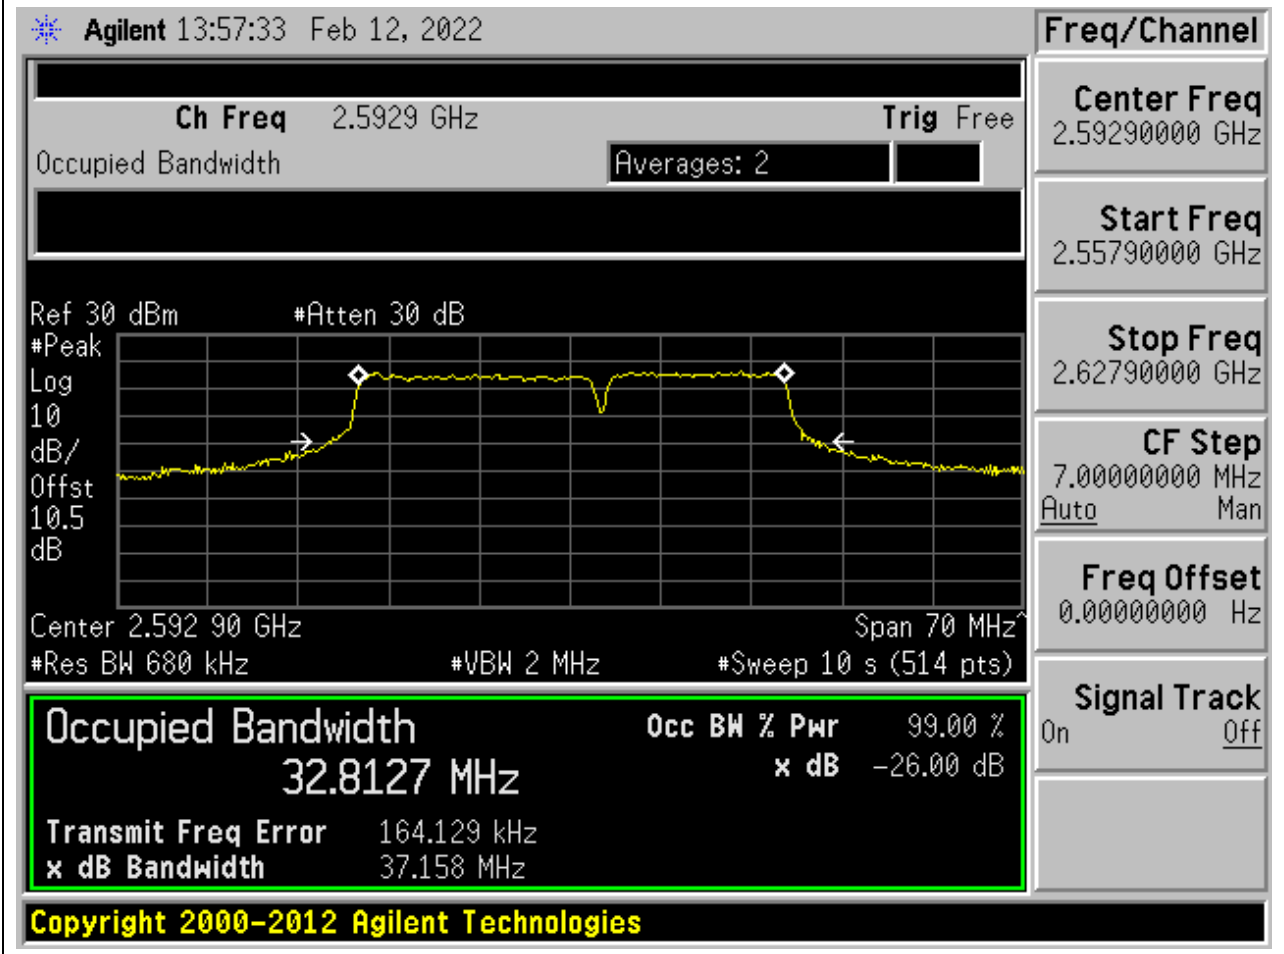 Agilent 13:57:33 Feb 12, 2022
Freq/Channel
Ch Freq 2.5929 GHz
Trig Free
Occupied Bandwidth
Averages: 2
Center Freq
2.59290000 GHz
Start Freq
2.55790000 GHz
Stop Freq
2.62790000 GHz
CF Step
7.00000000 MHz
Auto Man
Freq Offset
0.00000000 Hz
Signal Track
On Off
Ref 30 dBm #Atten 30 dB
#Peak
Log
10
dB/
Offst
10.5
dB
Center 2.592 90 GHz Span 70 MHz^
#Res BW 680 kHz #VBW 2 MHz #Sweep 10 s (514 pts)
Occupied Bandwidth
32.8127 MHz
Occ BW % Pwr 99.00 %
x dB -26.00 dB
Transmit Freq Error 164.129 kHz
x dB Bandwidth 37.158 MHz
Copyright 2000-2012 Agilent Technologies